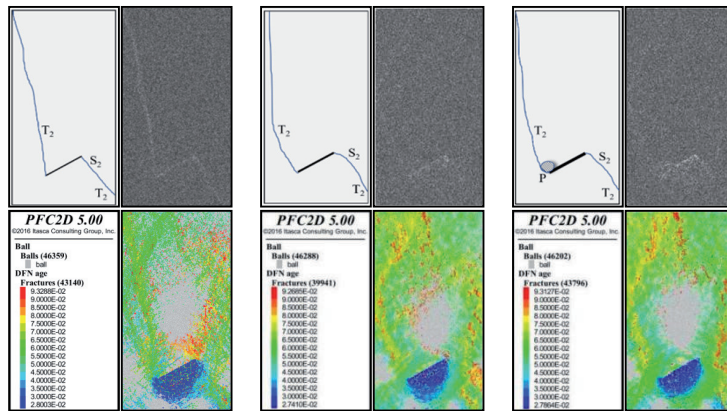 T2
S2
T2
T2
S2
T2
T2
S2
P
T2
PFC2D 5.00
©2016 Itasca Consulting Group, Inc.
Ball
Balls (46359)
ball
DFN age
Fractures (43140)
9.3288E-02
9.0000E-02
8.5000E-02
8.0000E-02
7.5000E-02
7.0000E-02
6.5000E-02
6.0000E-02
5.5000E-02
5.0000E-02
4.5000E-02
4.0000E-02
3.5000E-02
3.0000E-02
2.8003E-02
PFC2D 5.00
©2016 Itasca Consulting Group, Inc.
Ball
Balls (46288)
ball
DFN age
Fractures (39941)
9.2685E-02
9.0000E-02
8.5000E-02
8.0000E-02
7.5000E-02
7.0000E-02
6.5000E-02
6.0000E-02
5.5000E-02
5.0000E-02
4.5000E-02
4.0000E-02
3.5000E-02
3.0000E-02
2.7410E-02
PFC2D 5.00
©2016 Itasca Consulting Group, Inc.
Ball
Balls (46202)
ball
DFN age
Fractures (43796)
9.3127E-02
9.0000E-02
8.5000E-02
8.0000E-02
7.5000E-02
7.0000E-02
6.5000E-02
6.0000E-02
5.5000E-02
5.0000E-02
4.5000E-02
4.0000E-02
3.5000E-02
3.0000E-02
2.7864E-02